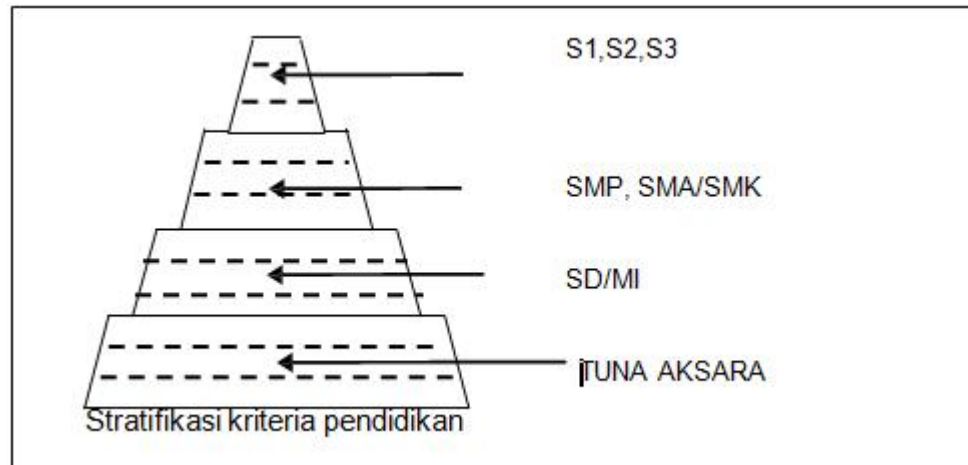 S1,S2,S3
SMP, SMA/SMK
SD/MI
TUNA AKSARA
Stratifikasi kriteria pendidikan